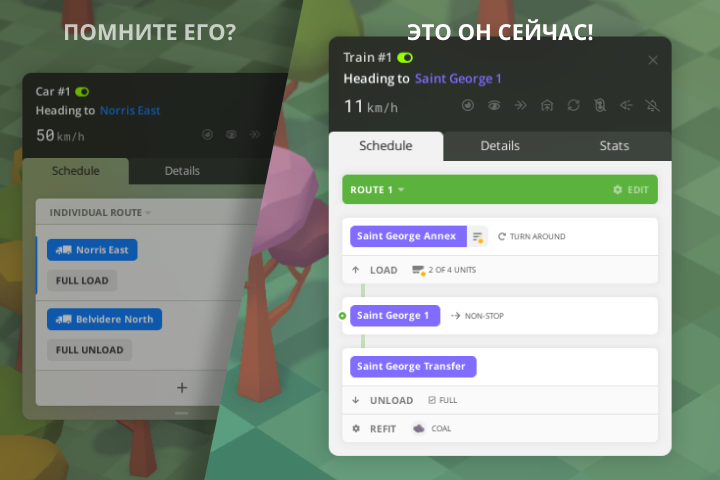 ПОМНИТЕ ЕГО?
Car #1
Heading to Norris East
50 km/h
Schedule
Details
INDIVIDUAL ROUTE
Norris East
FULL LOAD
Belvidere North
FULL UNLOAD
+
ЭТО ОН СЕЙЧАС!
Train #1
Heading to Saint George 1
11 km/h
Schedule
Details
Stats
ROUTE 1
EDIT
Saint George Annex
TURN AROUND
LOAD
2 OF 4 UNITS
Saint George 1
NON-STOP
Saint George Transfer
UNLOAD
FULL
REFIT
COAL